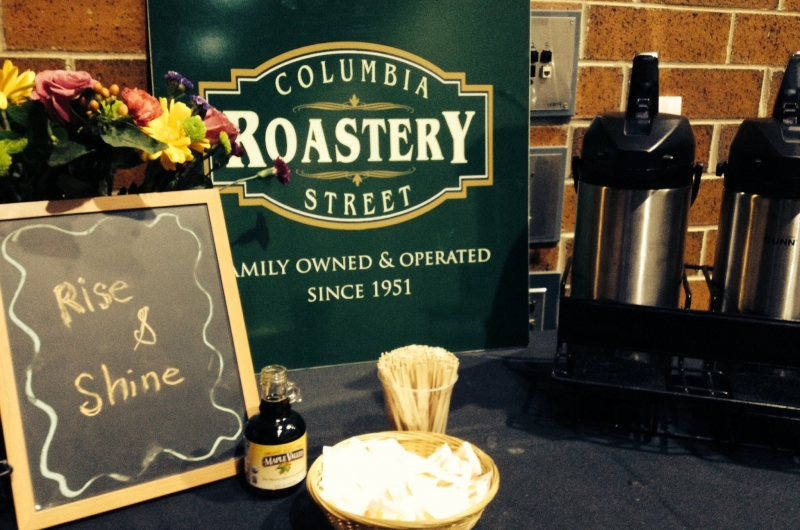 COLUMBIA
ROASTERY
STREET
AMILY OWNED & OPERATED
SINCE 1951
Rise
&
Shine
MAPLE VALLEY